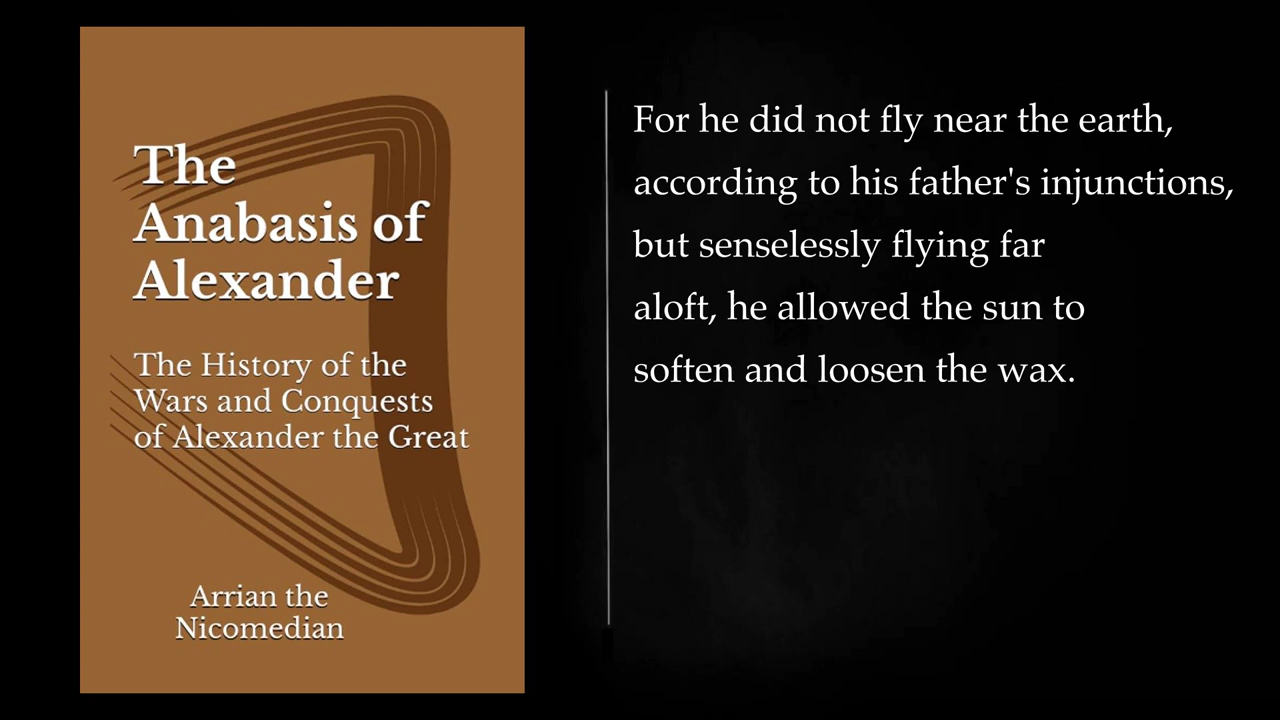 The
Anabasis of
Alexander
The History of the
Wars and Conquests
of Alexander the Great
Arrian the
Nicomedian
For he did not fly near the earth,
according to his father's injunctions,
but senselessly flying far
aloft, he allowed the sun to
soften and loosen the wax.